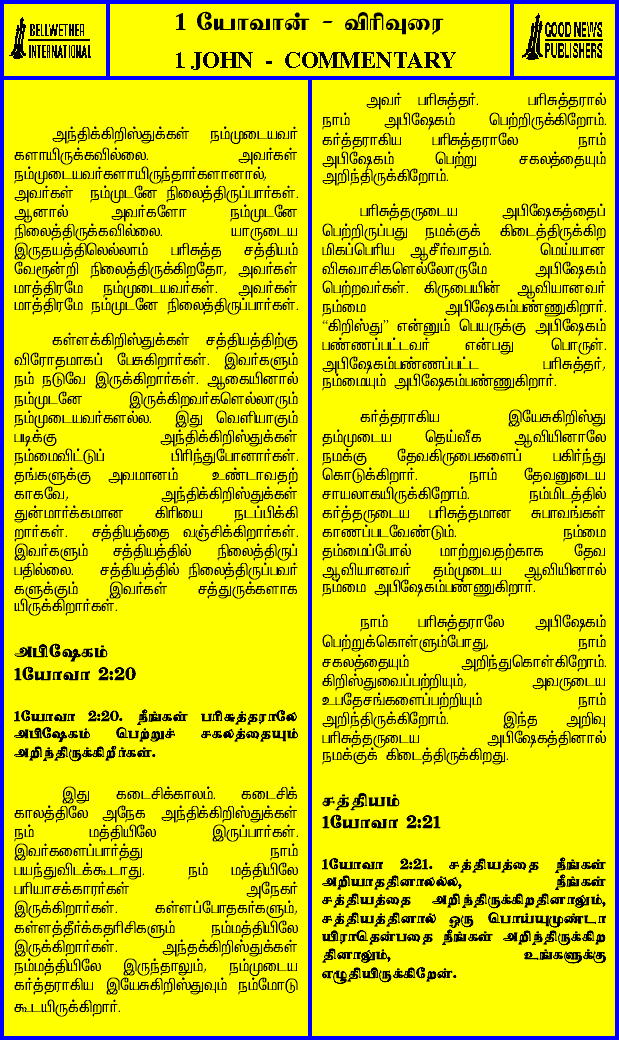 BELLWETHER
INTERNATIONAL
1 யோவான் - விரிவுரை
1 JOHN - COMMENTARY
GOOD NEWS
PUBLISHERS
அந்திக்கிறிஸ்துக்கள் நம்முடையவர்
களாயிருக்கவில்லை. அவர்கள்
நம்முடையவர்களாயிருந்தார்களானால்,
அவர்கள் நம்முடனே நிலைத்திருப்பார்கள்.
ஆனால் அவர்களோ நம்முடனே
நிலைத்திருக்கவில்லை. யாருடைய
இருதயத்திலெல்லாம் பரிசுத்த சத்தியம்
வேரூன்றி நிலைத்திருக்கிறதோ, அவர்கள்
மாத்திரமே நம்முடையவர்கள். அவர்கள்
மாத்திரமே நம்முடனே நிலைத்திருப்பார்கள்.
கள்ளக்கிறிஸ்துக்கள் சத்தியத்திற்கு
விரோதமாகப் பேசுகிறார்கள். இவர்களும்
நம் நடுவே இருக்கிறார்கள். ஆகையினால்
நம்முடனே இருக்கிறவர்களெல்லாரும்
நம்முடையவர்களல்ல. இது வெளியாகும்
படிக்கு அந்திக்கிறிஸ்துக்கள்
நம்மைவிட்டுப் பிரிந்துபோனார்கள்.
தங்களுக்கு அவமானம் உண்டாவதற்
காகவே, அந்திக்கிறிஸ்துக்கள்
துன்மார்க்கமான கிரியை நடப்பிக்கி
றார்கள். சத்தியத்தை வஞ்சிக்கிறார்கள்.
இவர்களும் சத்தியத்தில் நிலைத்திருப்
பதில்லை. சத்தியத்தில் நிலைத்திருப்பவர்
களுக்கும் இவர்கள் சத்துருக்களாக
யிருக்கிறார்கள்.
அபிஷேகம்
1யோவா 2:20
1யோவா 2:20. நீங்கள் பரிசுத்தராலே
அபிஷேகம் பெற்றுச் சகலத்தையும்
அறிந்திருக்கிறீர்கள்.
இது கடைசிக்காலம். கடைசிக்
காலத்திலே அநேக அந்திக்கிறிஸ்துக்கள்
நம் மத்தியிலே இருப்பார்கள்.
இவர்களைப்பார்த்து நாம்
பயந்துவிடக்கூடாது. நம் மத்தியிலே
பரியாசக்காரர்கள் அநேகர்
இருக்கிறார்கள். கள்ளப்போதகர்களும்,
கள்ளத்தீர்க்கதரிசிகளும் நம்மத்தியிலே
இருக்கிறார்கள். அந்தக்கிறிஸ்துக்கள்
நம்மத்தியிலே இருந்தாலும், நம்முடைய
கர்த்தராகிய இயேசுகிறிஸ்துவும் நம்மோடு
கூடயிருக்கிறார்.
அவர் பரிசுத்தர். பரிசுத்தரால்
நாம் அபிஷேகம் பெற்றிருக்கிறோம்.
கர்த்தராகிய பரிசுத்தராலே நாம்
அபிஷேகம் பெற்று சகலத்தையும்
அறிந்திருக்கிறோம்.
பரிசுத்தருடைய அபிஷேகத்தைப்
பெற்றிருப்பது நமக்குக் கிடைத்திருக்கிற
மிகப்பெரிய ஆசீர்வாதம். மெய்யான
விசுவாசிகளெல்லோருமே அபிஷேகம்
பெற்றவர்கள். கிருபையின் ஆவியானவர்
நம்மை அபிஷேகம்பண்ணுகிறார்.
“கிறிஸ்து” என்னும் பெயருக்கு அபிஷேகம்
பண்ணப்பட்டவர் என்பது பொருள்.
அபிஷேகம்பண்ணப்பட்ட பரிசுத்தர்,
நம்மையும் அபிஷேகம்பண்ணுகிறார்.
கர்த்தராகிய இயேசுகிறிஸ்து
தம்முடைய தெய்வீக ஆவியினாலே
நமக்கு தேவகிருபைகளைப் பகிர்ந்து
கொடுக்கிறார். நாம் தேவனுடைய
சாயலாகயிருக்கிறோம். நம்மிடத்தில்
கர்த்தருடைய பரிசுத்தமான சுபாவங்கள்
காணப்படவேண்டும். நம்மை
தம்மைப்போல் மாற்றுவதற்காக தேவ
ஆவியானவர் தம்முடைய ஆவியினால்
நமமை அபிஷேகம்பண்ணுகிறார்.
நாம் பரிசுத்தராலே அபிஷேகம்
பெற்றுக்கொள்ளும்போது, நாம்
சகலத்தையும் அறிந்துகொள்கிறோம்.
கிறிஸ்துவைப்பற்றியும், அவருடைய
உபதேசங்களைப்பற்றியும் நாம்
அறிந்திருக்கிறோம். இந்த அறிவு
பரிசுத்தருடைய அபிஷேகத்தினால்
நமக்குக் கிடைத்திருக்கிறது.
சத்தியம்
1யோவா 2:21
1யோவா 2:21. சத்தியத்தை நீங்கள்
அறியாததினாலல்ல, நீங்கள்
சத்தியத்தை அறிந்திருக்கிறதினாலும்,
சத்தியத்தினால் ஒரு பொய்யுமுண்டா
யிராதென்பதை நீங்கள் அறிந்திருக்கிற
தினாலும், உங்களுக்கு
எழுதியிருக்கிறேன்.